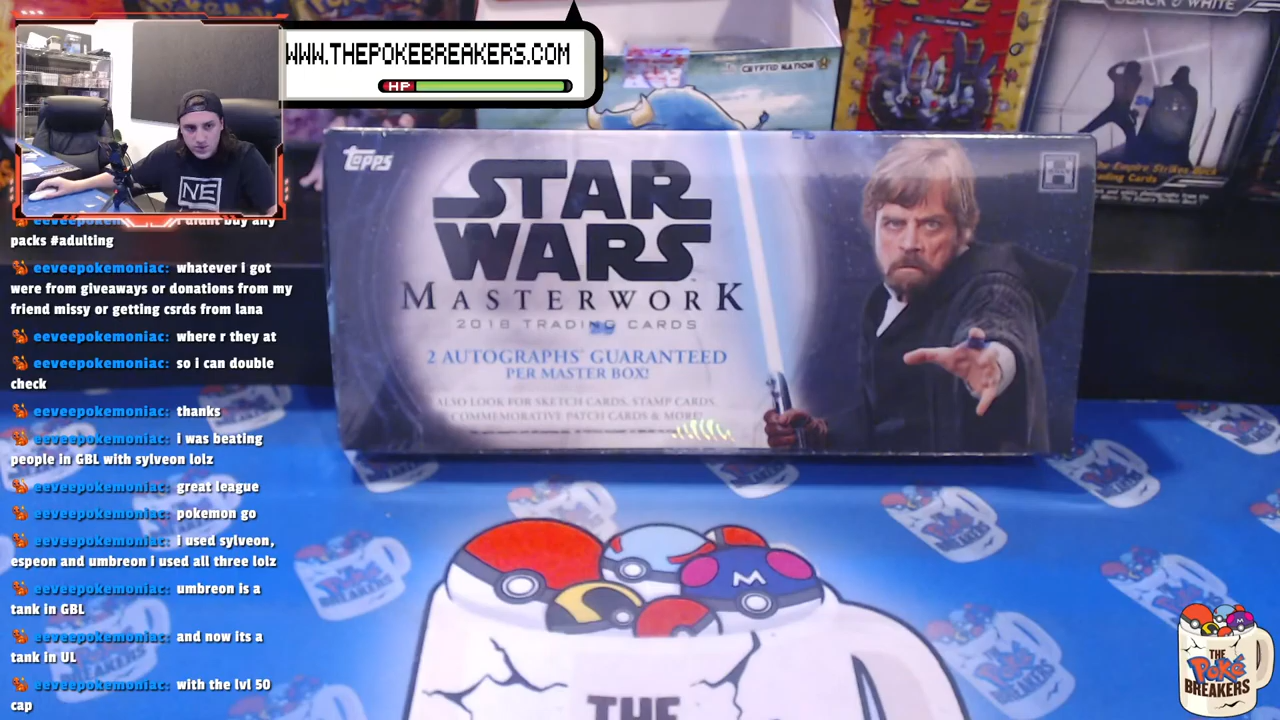 WWW.THEPOKEBREAKERS.COM
HP
CRYPTID NATION
BLACK & WHITE
The Empire Strikes Back
Trading Cards
NE
Topps
STAR
WARS
MASTERWORK
2018 TRADING CARDS
2 AUTOGRAPHS GUARANTEED
PER MASTER BOX!
ALSO LOOK FOR SKETCH CARDS, STAMP CARDS,
COMMEMORATIVE PATCH CARDS & MORE!
eeveepokemoniac: I didnt buy any
packs #adulting
eeveepokemoniac: whatever I got
were from giveaways or donations from my
friend missy or getting csrds from lana
eeveepokemoniac: where r they at
eeveepokemoniac: so i can double
check
eeveepokemoniac: thanks
eeveepokemoniac: i was beating
people in GBL with sylveon lolz
eeveepokemoniac: great league
eeveepokemoniac: pokemon go
eeveepokemoniac: i used sylveon,
espeon and umbreon I used all three lolz
eeveepokemoniac: umbreon is a
tank in GBL
eeveepokemoniac: and now its a
tank in UL
eeveepokemoniac: with the lvl 50
cap
THE
THE
Poké
BREAKERS